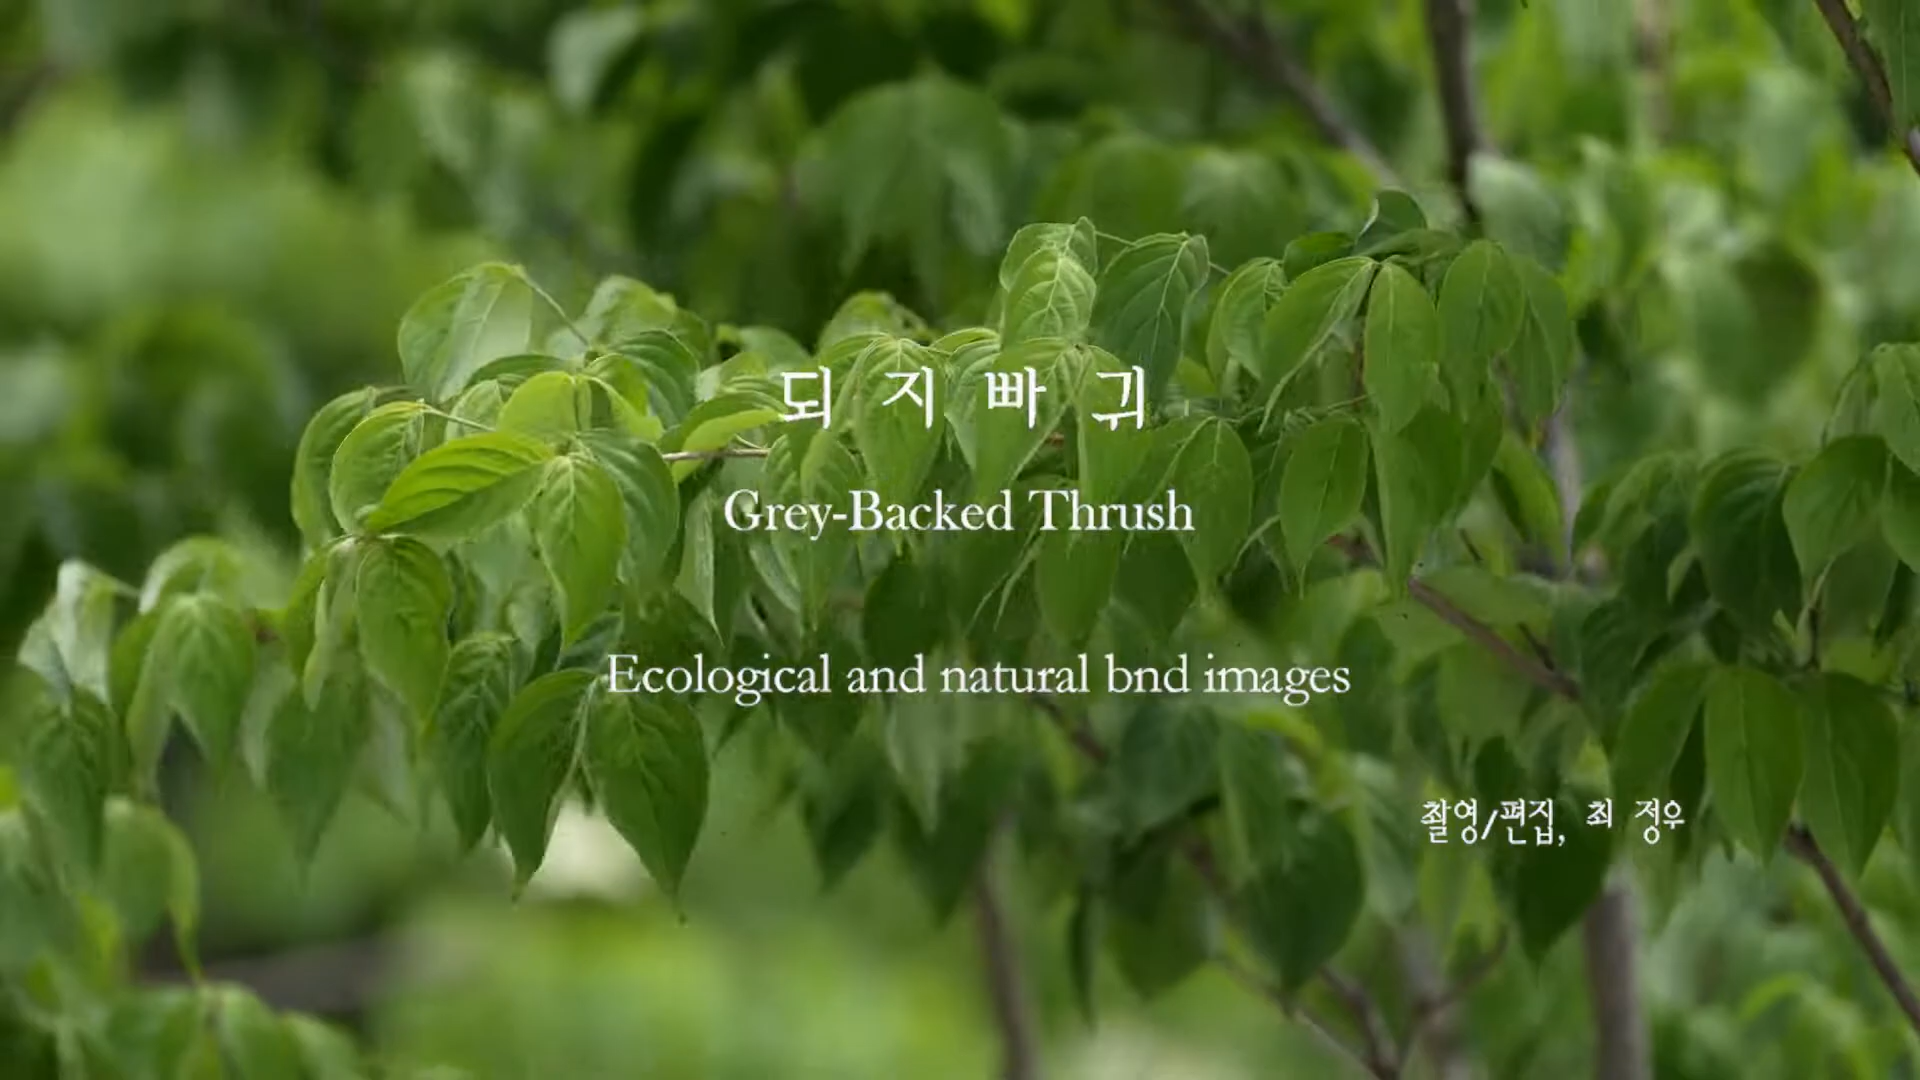 되 지 빠 귀
Grey-Backed Thrush
Ecological and natural bnd images
촬영/편집, 최 정우